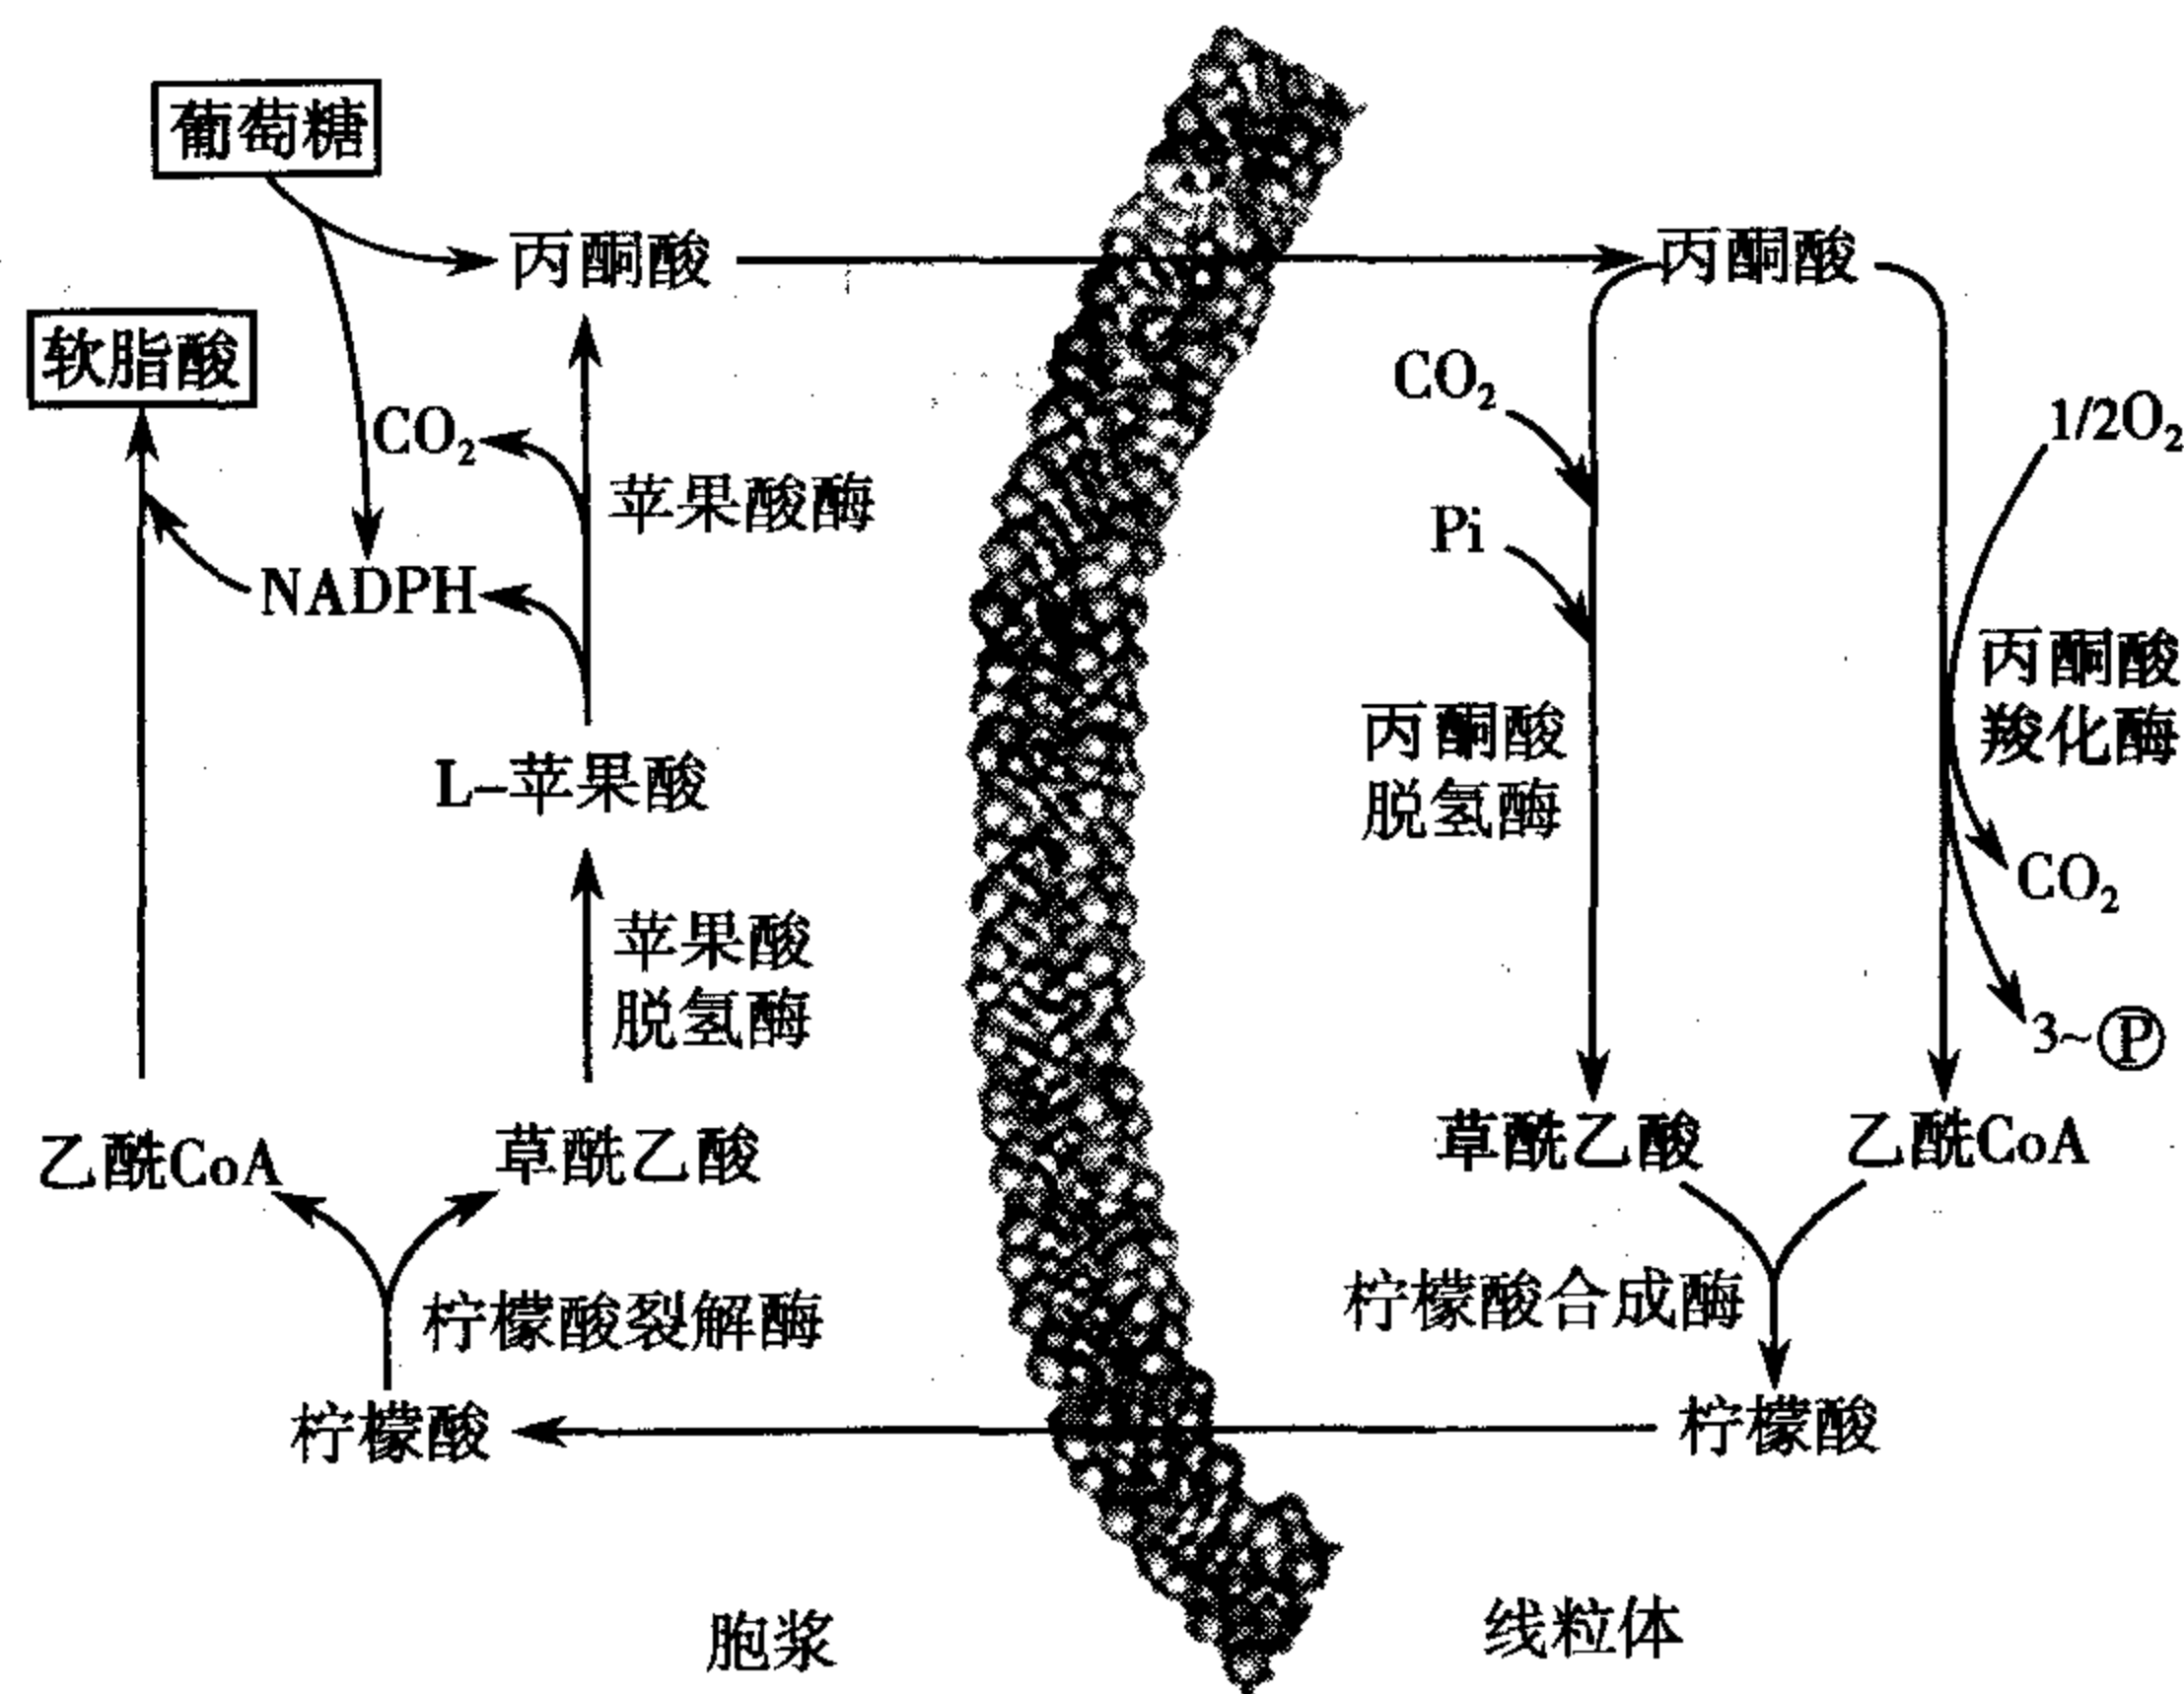 葡萄糖
丙酮酸
丙酮酸
软脂酸
CO₂
CO₂
1/2O₂
苹果酸酶
Pi
NADPH
丙酮酸
羧化酶
丙酮酸
脱氢酶
L-苹果酸
CO₂
苹果酸
脱氢酶
3~Ⓟ
乙酰CoA
草酰乙酸
草酰乙酸
乙酰CoA
柠檬酸裂解酶
柠檬酸合成酶
柠檬酸
柠檬酸
胞浆
线粒体